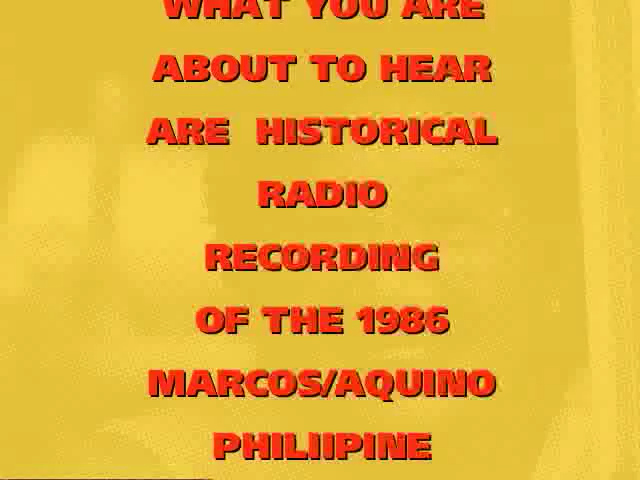 WHAT YOU ARE
ABOUT TO HEAR
ARE HISTORICAL
RADIO
RECORDING
OF THE 1986
MARCOS/AQUINO
PHILIIPINE